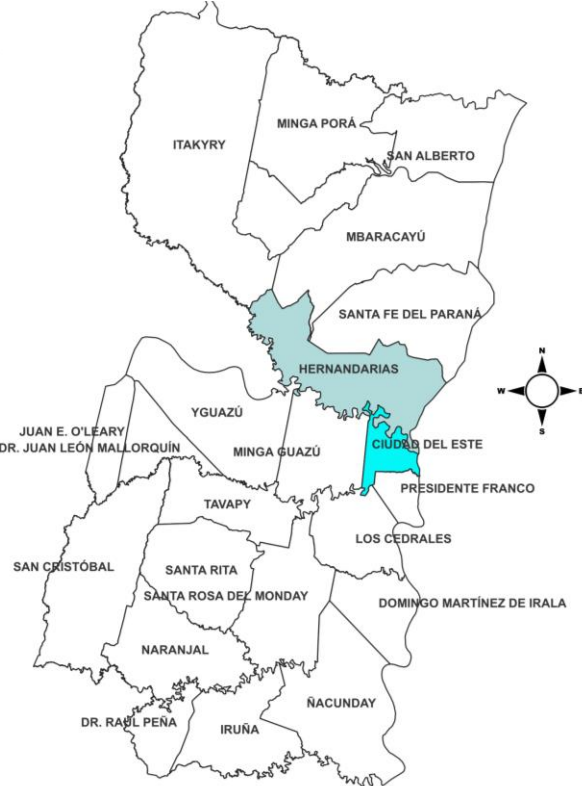 MINGA PORÁ
ITAKYRY
SAN ALBERTO
MBARACAYÚ
SANTA FE DEL PARANÁ
HERNANDARIAS
N
W
E
S
YGUAZÚ
JUAN E. O'LEARY
DR. JUAN LEÓN MALLORQUÍN
MINGA GUAZÚ
CIUDAD DEL ESTE
PRESIDENTE FRANCO
TAVAPY
LOS CEDRALES
SAN CRISTÓBAL
SANTA RITA
SANTA ROSA DEL MONDAY
DOMINGO MARTÍNEZ DE IRALA
NARANJAL
ÑACUNDAY
DR. RAÚL PEÑA
IRUÑA